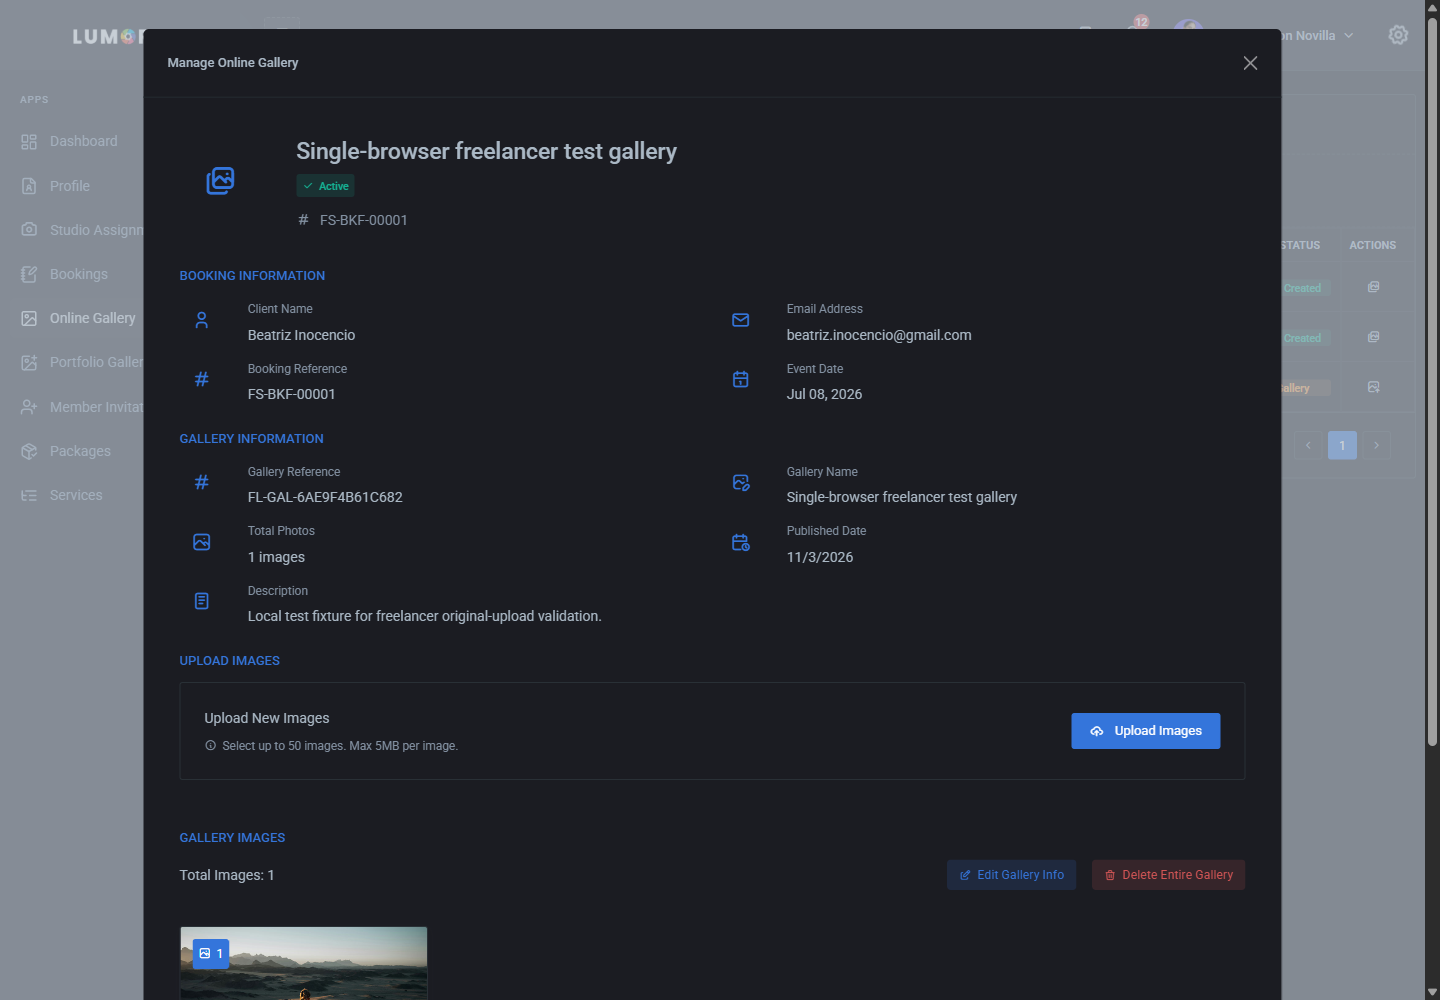 12
on Novilla
Manage Online Gallery
APPS
Dashboard
Profile
Studio Assignm
Bookings
Online Gallery
Portfolio Galler
Member Invitat
Packages
Services
Single-browser freelancer test gallery
Active
# FS-BKF-00001
BOOKING INFORMATION
Client Name
Beatriz Inocencio
Email Address
beatriz.inocencio@gmail.com
Booking Reference
FS-BKF-00001
Event Date
Jul 08, 2026
GALLERY INFORMATION
Gallery Reference
FL-GAL-6AE9F4B61C682
Gallery Name
Single-browser freelancer test gallery
Total Photos
1 images
Published Date
11/3/2026
Description
Local test fixture for freelancer original-upload validation.
UPLOAD IMAGES
Upload New Images
Select up to 50 images. Max 5MB per image.
Upload Images
GALLERY IMAGES
Total Images: 1
Edit Gallery Info
Delete Entire Gallery
1
STATUS
ACTIONS
Created
Created
allery
1